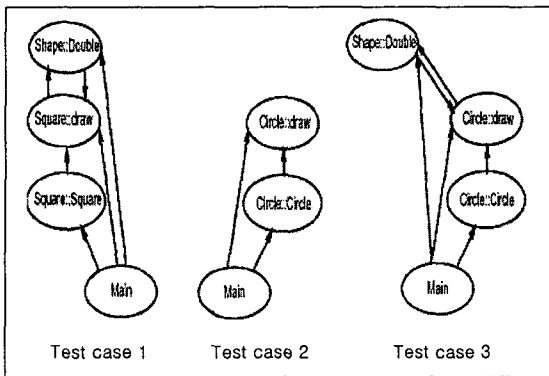 Shape::Double
Square::draw
Square::Square
Main
Test case 1
Circle::draw
Circle::Circle
Main
Test case 2
Shape::Double
Circle::draw
Circle::Circle
Main
Test case 3